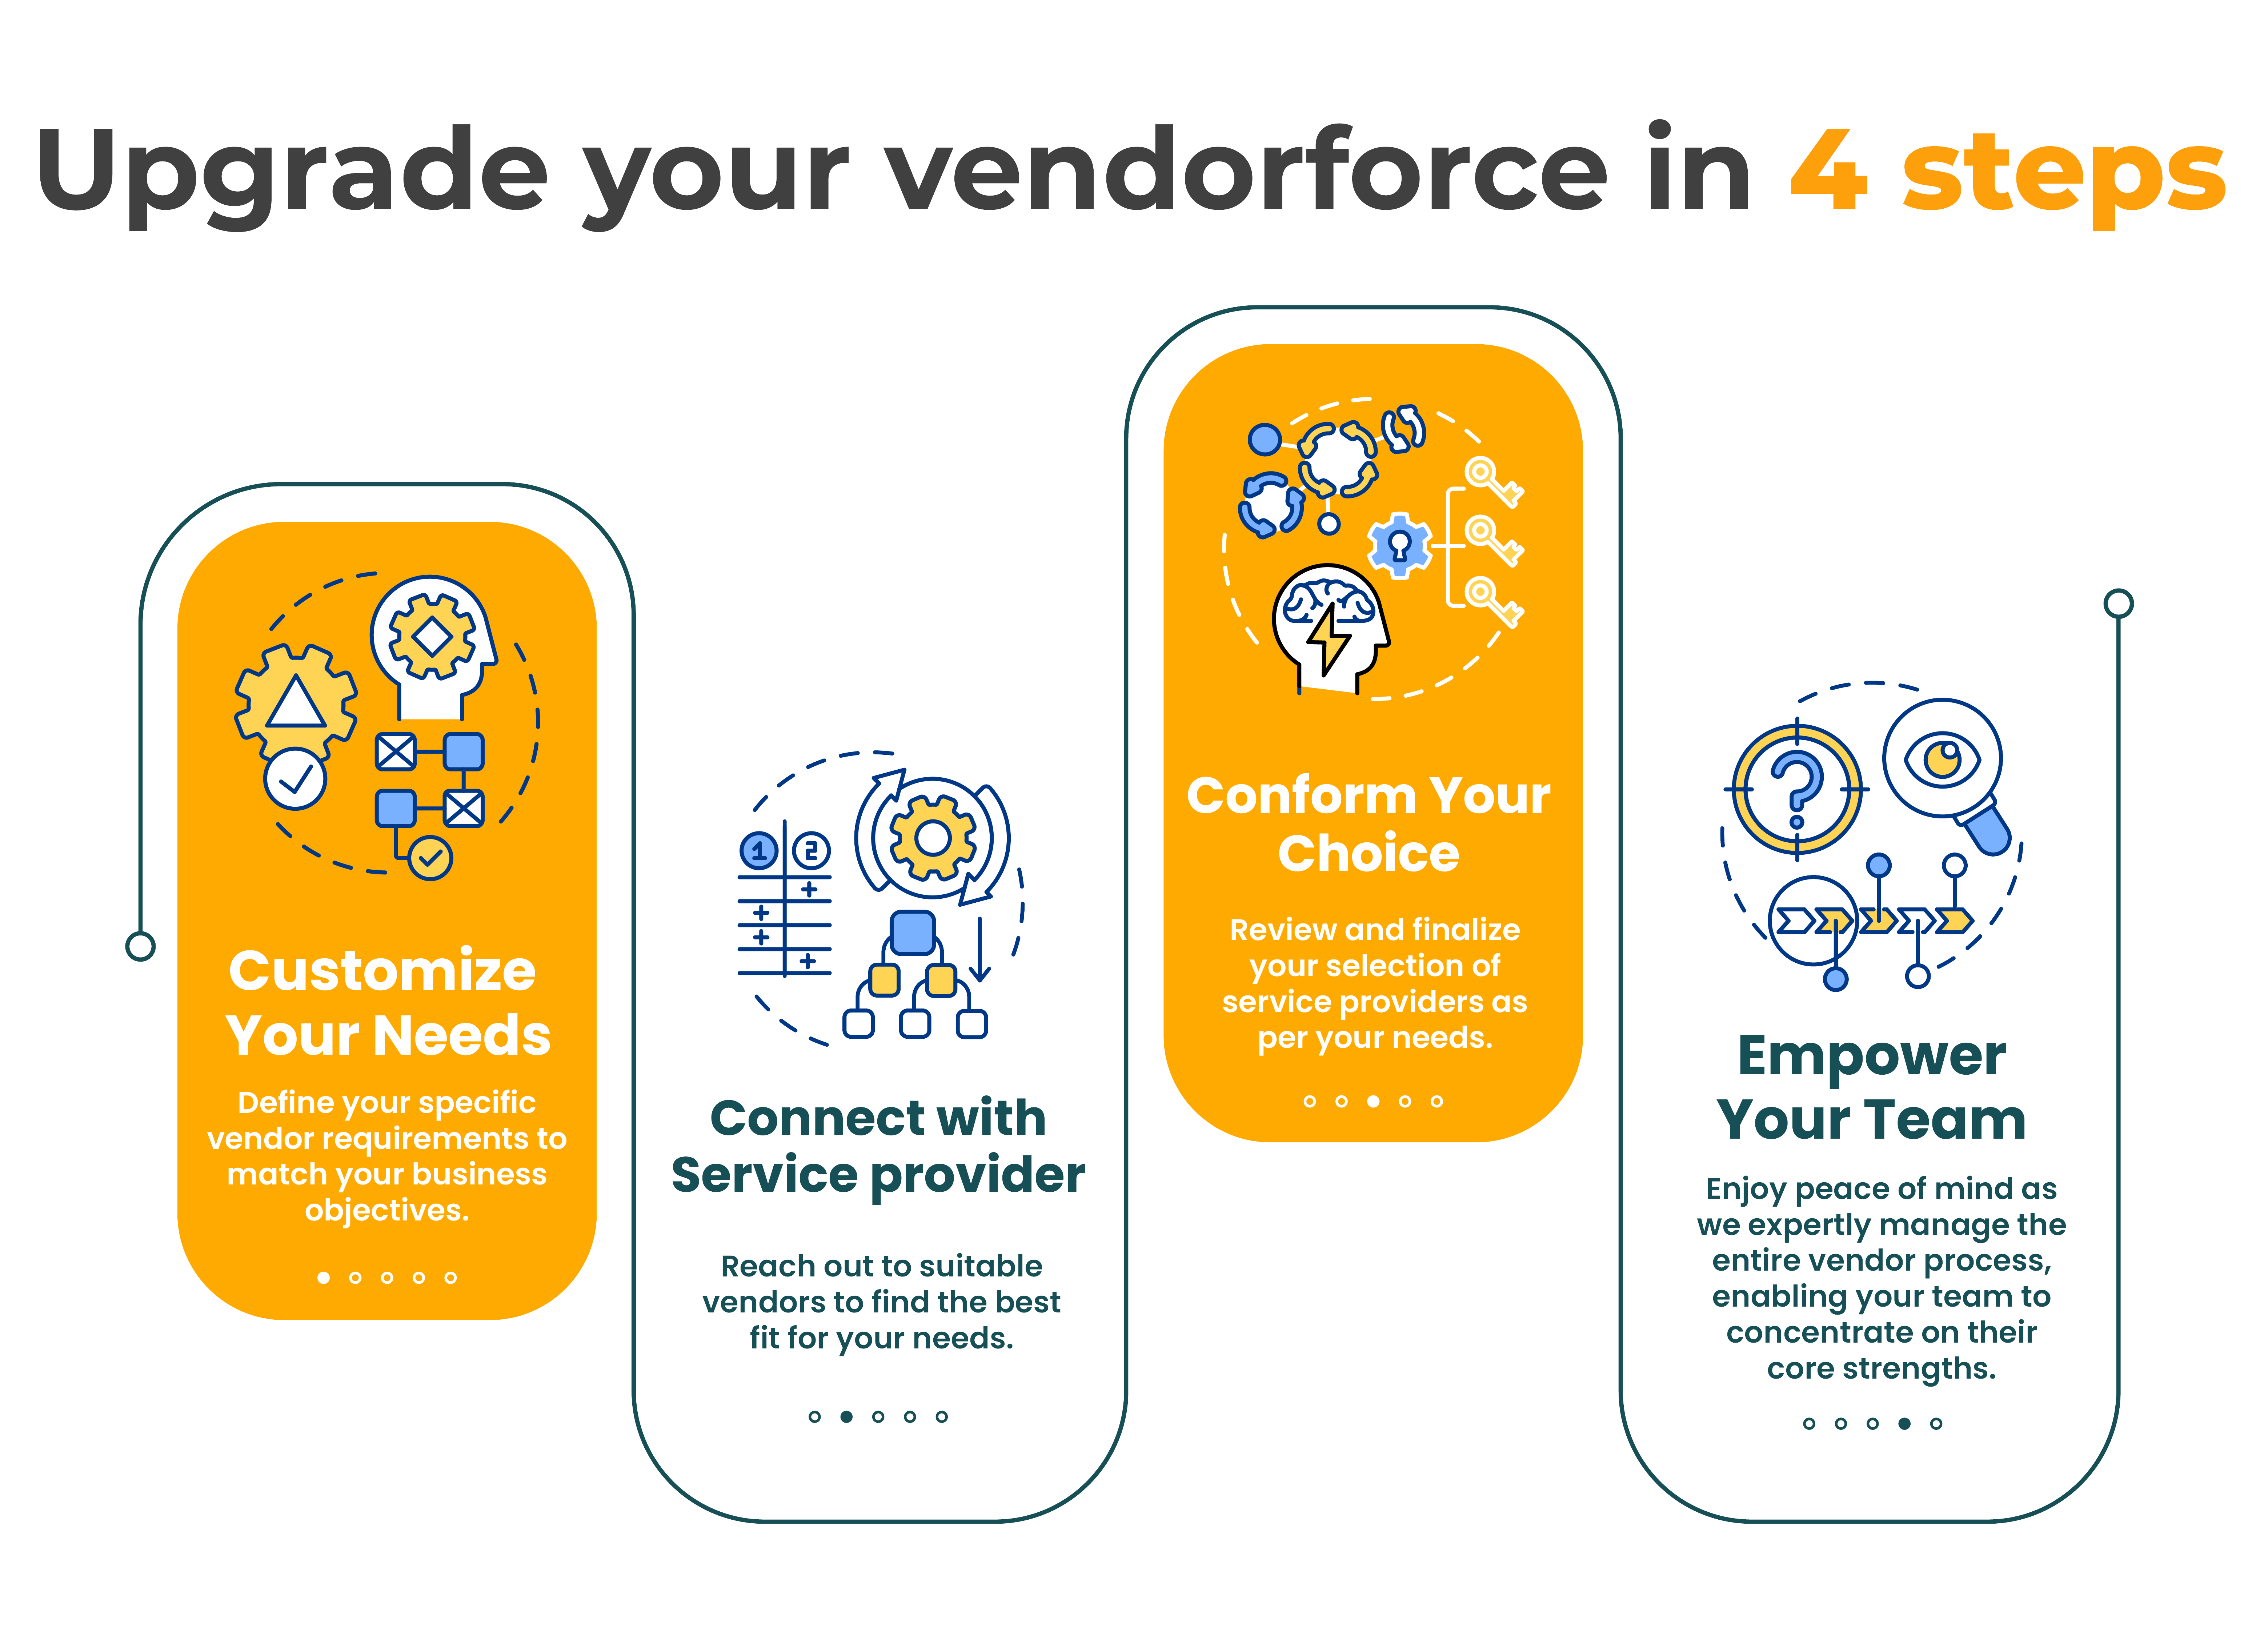 Upgrade your vendorforce in 4 steps
Customize
Your Needs
Define your specific
vendor requirements to
match your business
objectives.
1 2
Connect with
Service provider
Reach out to suitable
vendors to find the best
fit for your needs.
Conform Your
Choice
Review and finalize
your selection of
service providers as
per your needs.
?
Empower
Your Team
Enjoy peace of mind as
we expertly manage the
entire vendor process,
enabling your team to
concentrate on their
core strengths.